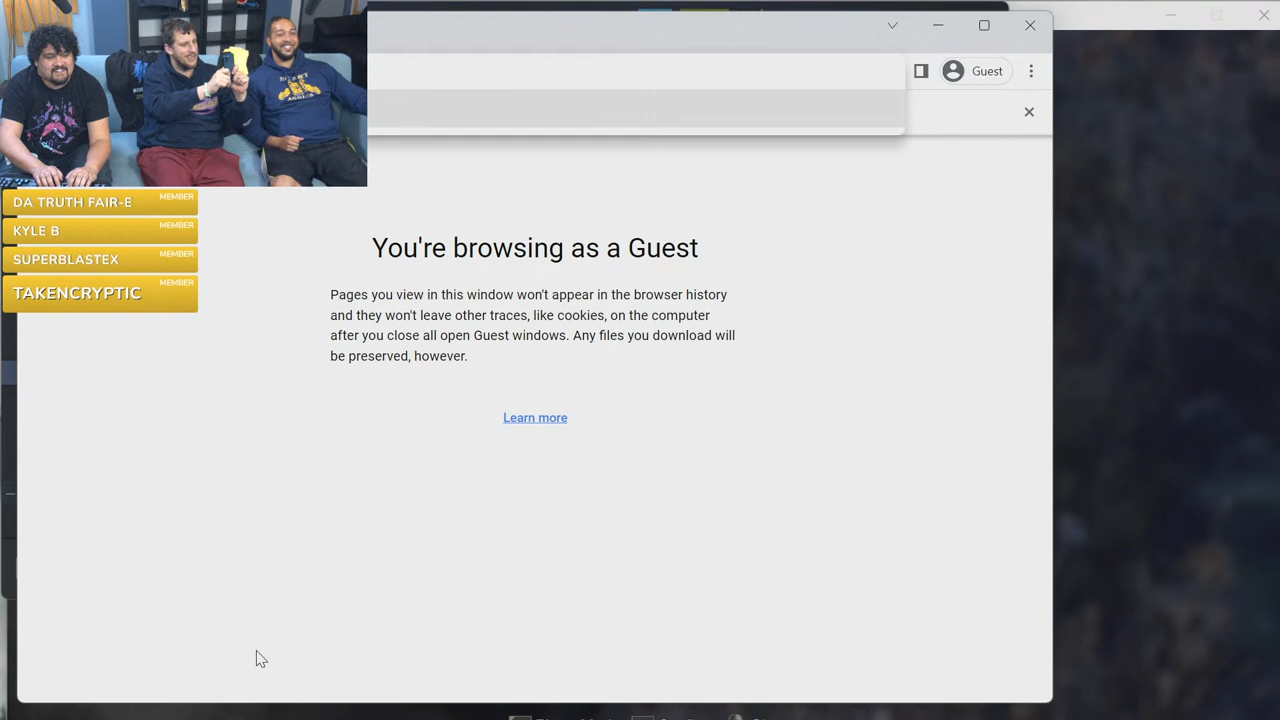 Guest
DA TRUTH FAIR-E
MEMBER
KYLE B
MEMBER
SUPERBLASTEX
MEMBER
TAKENCRYPTIC
MEMBER
You're browsing as a Guest
Pages you view in this window won't appear in the browser history
and they won't leave other traces, like cookies, on the computer
after you close all open Guest windows. Any files you download will
be preserved, however.
Learn more